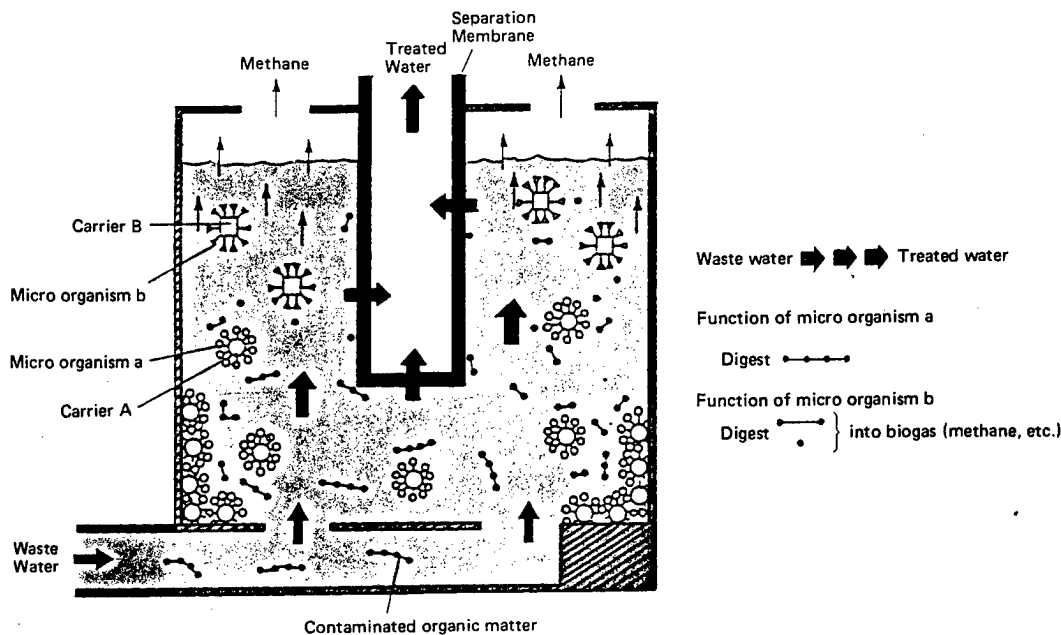 Separation
Membrane
Treated
Water
Methane
Methane
Carrier B
Micro organism b
Micro organism a
Carrier A
Waste
Water
Contaminated organic matter
Waste water
Treated water
Function of micro organism a
Digest
Function of micro organism b
Digest
into biogas (methane, etc.)